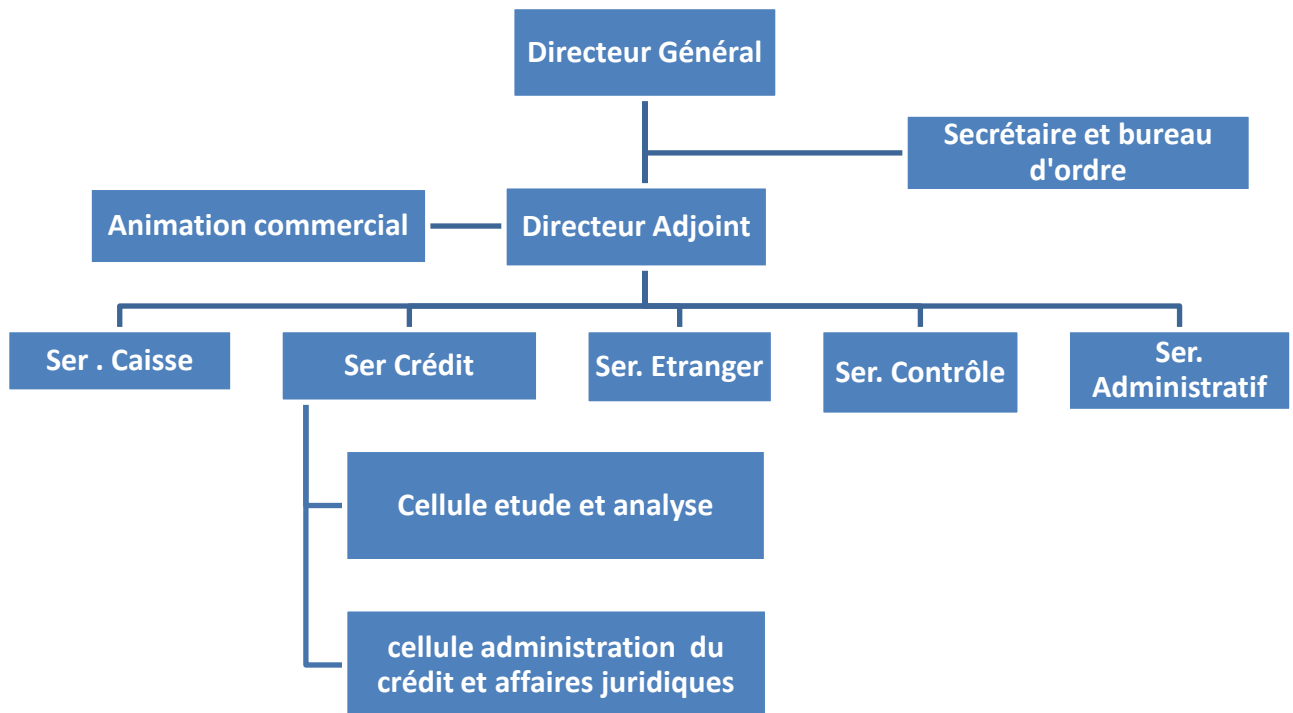 Directeur Général
Secrétaire et bureau
d'ordre
Animation commercial
Directeur Adjoint
Ser . Caisse
Ser Crédit
Ser. Etranger
Ser. Contrôle
Ser.
Administratif
Cellule etude et analyse
cellule administration du
crédit et affaires juridiques